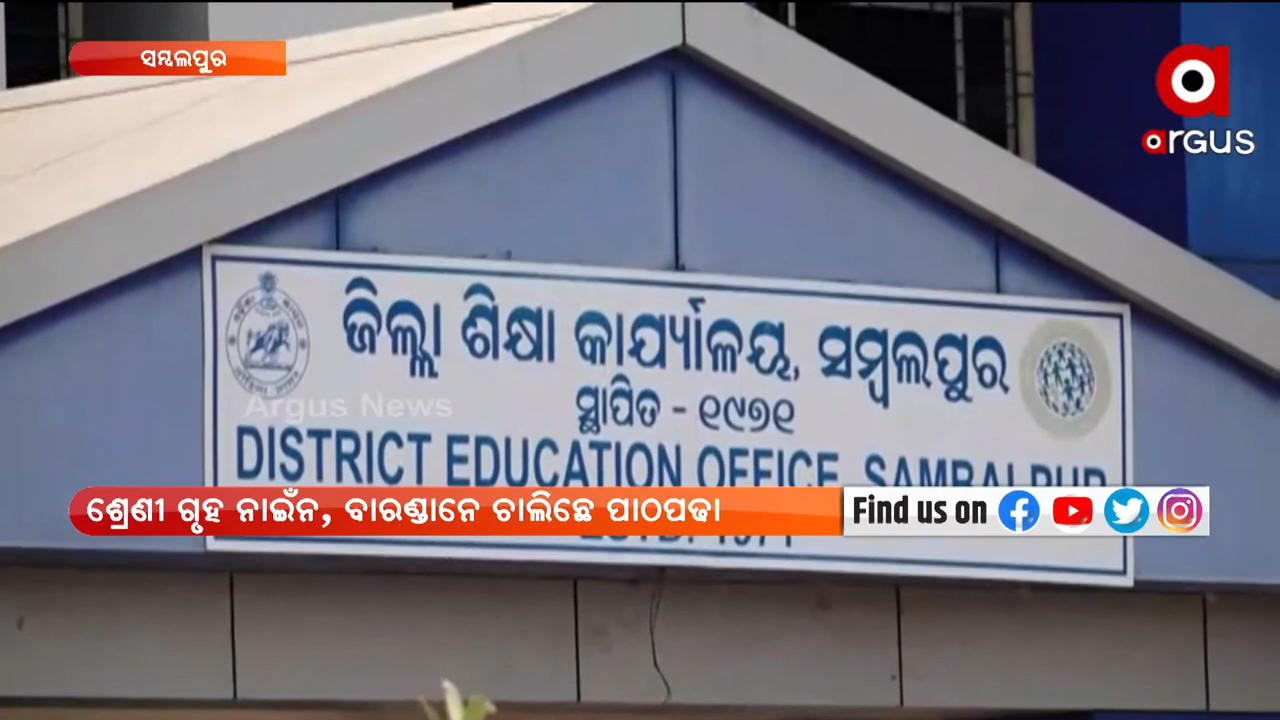 ସମ୍ବଲପୁର
argus
ଜିଲ୍ଲା ଶିକ୍ଷା କାର୍ଯ୍ୟାଳୟ, ସମ୍ବଲପୁର
ସ୍ଥାପିତ - ୧୯୭୧
Argus News
DISTRICT EDUCATION OFFICE, SAMBALPUR
ଶ୍ରେଣୀ ଗୃହ ନାଇଁନ, ବାରଣ୍ଡାନେ ଚାଲିଛେ ପାଠପଢା
Find us on